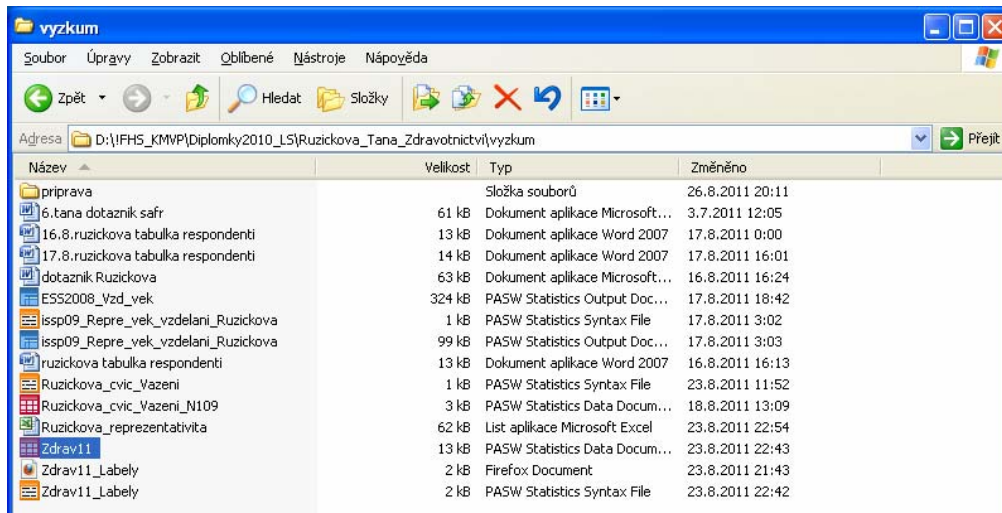 vyzkum
Soubor Úpravy Zobrazit Oblíbené Nástroje Nápověda
Zpět Hledat Složky
Adresa D:\!FHS_KMVP\Diplomky2010_LS\Ruzickova_Tana_Zdravotnictvi\vyzkum Přejít
Název Velikost Typ Změněno
priprava Složka souborů 26.8.2011 20:11
6.tana dotaznik safr 61 kB Dokument aplikace Microsoft... 3.7.2011 12:05
16.8.ruzickova tabulka respondenti 13 kB Dokument aplikace Word 2007 17.8.2011 0:00
17.8.ruzickova tabulka respondenti 14 kB Dokument aplikace Word 2007 17.8.2011 16:01
dotaznik Ruzickova 63 kB Dokument aplikace Microsoft... 16.8.2011 16:24
ESS2008_Vzd_vek 324 kB PASW Statistics Output Doc... 17.8.2011 18:42
issp09_Repre_vek_vzdelani_Ruzickova 1 kB PASW Statistics Syntax File 17.8.2011 3:02
issp09_Repre_vek_vzdelani_Ruzickova 99 kB PASW Statistics Output Doc... 17.8.2011 3:03
ruzickova tabulka respondenti 13 kB Dokument aplikace Word 2007 16.8.2011 16:13
Ruzickova_cvic_Vazeni 1 kB PASW Statistics Syntax File 23.8.2011 11:52
Ruzickova_cvic_Vazeni_N109 3 kB PASW Statistics Data Docum... 18.8.2011 13:09
Ruzickova_reprezentativita 62 kB List aplikace Microsoft Excel 23.8.2011 22:54
Zdrav11 13 kB PASW Statistics Data Docum... 23.8.2011 22:43
Zdrav11_Labely 2 kB Firefox Document 23.8.2011 21:43
Zdrav11_Labely 2 kB PASW Statistics Syntax File 23.8.2011 22:42